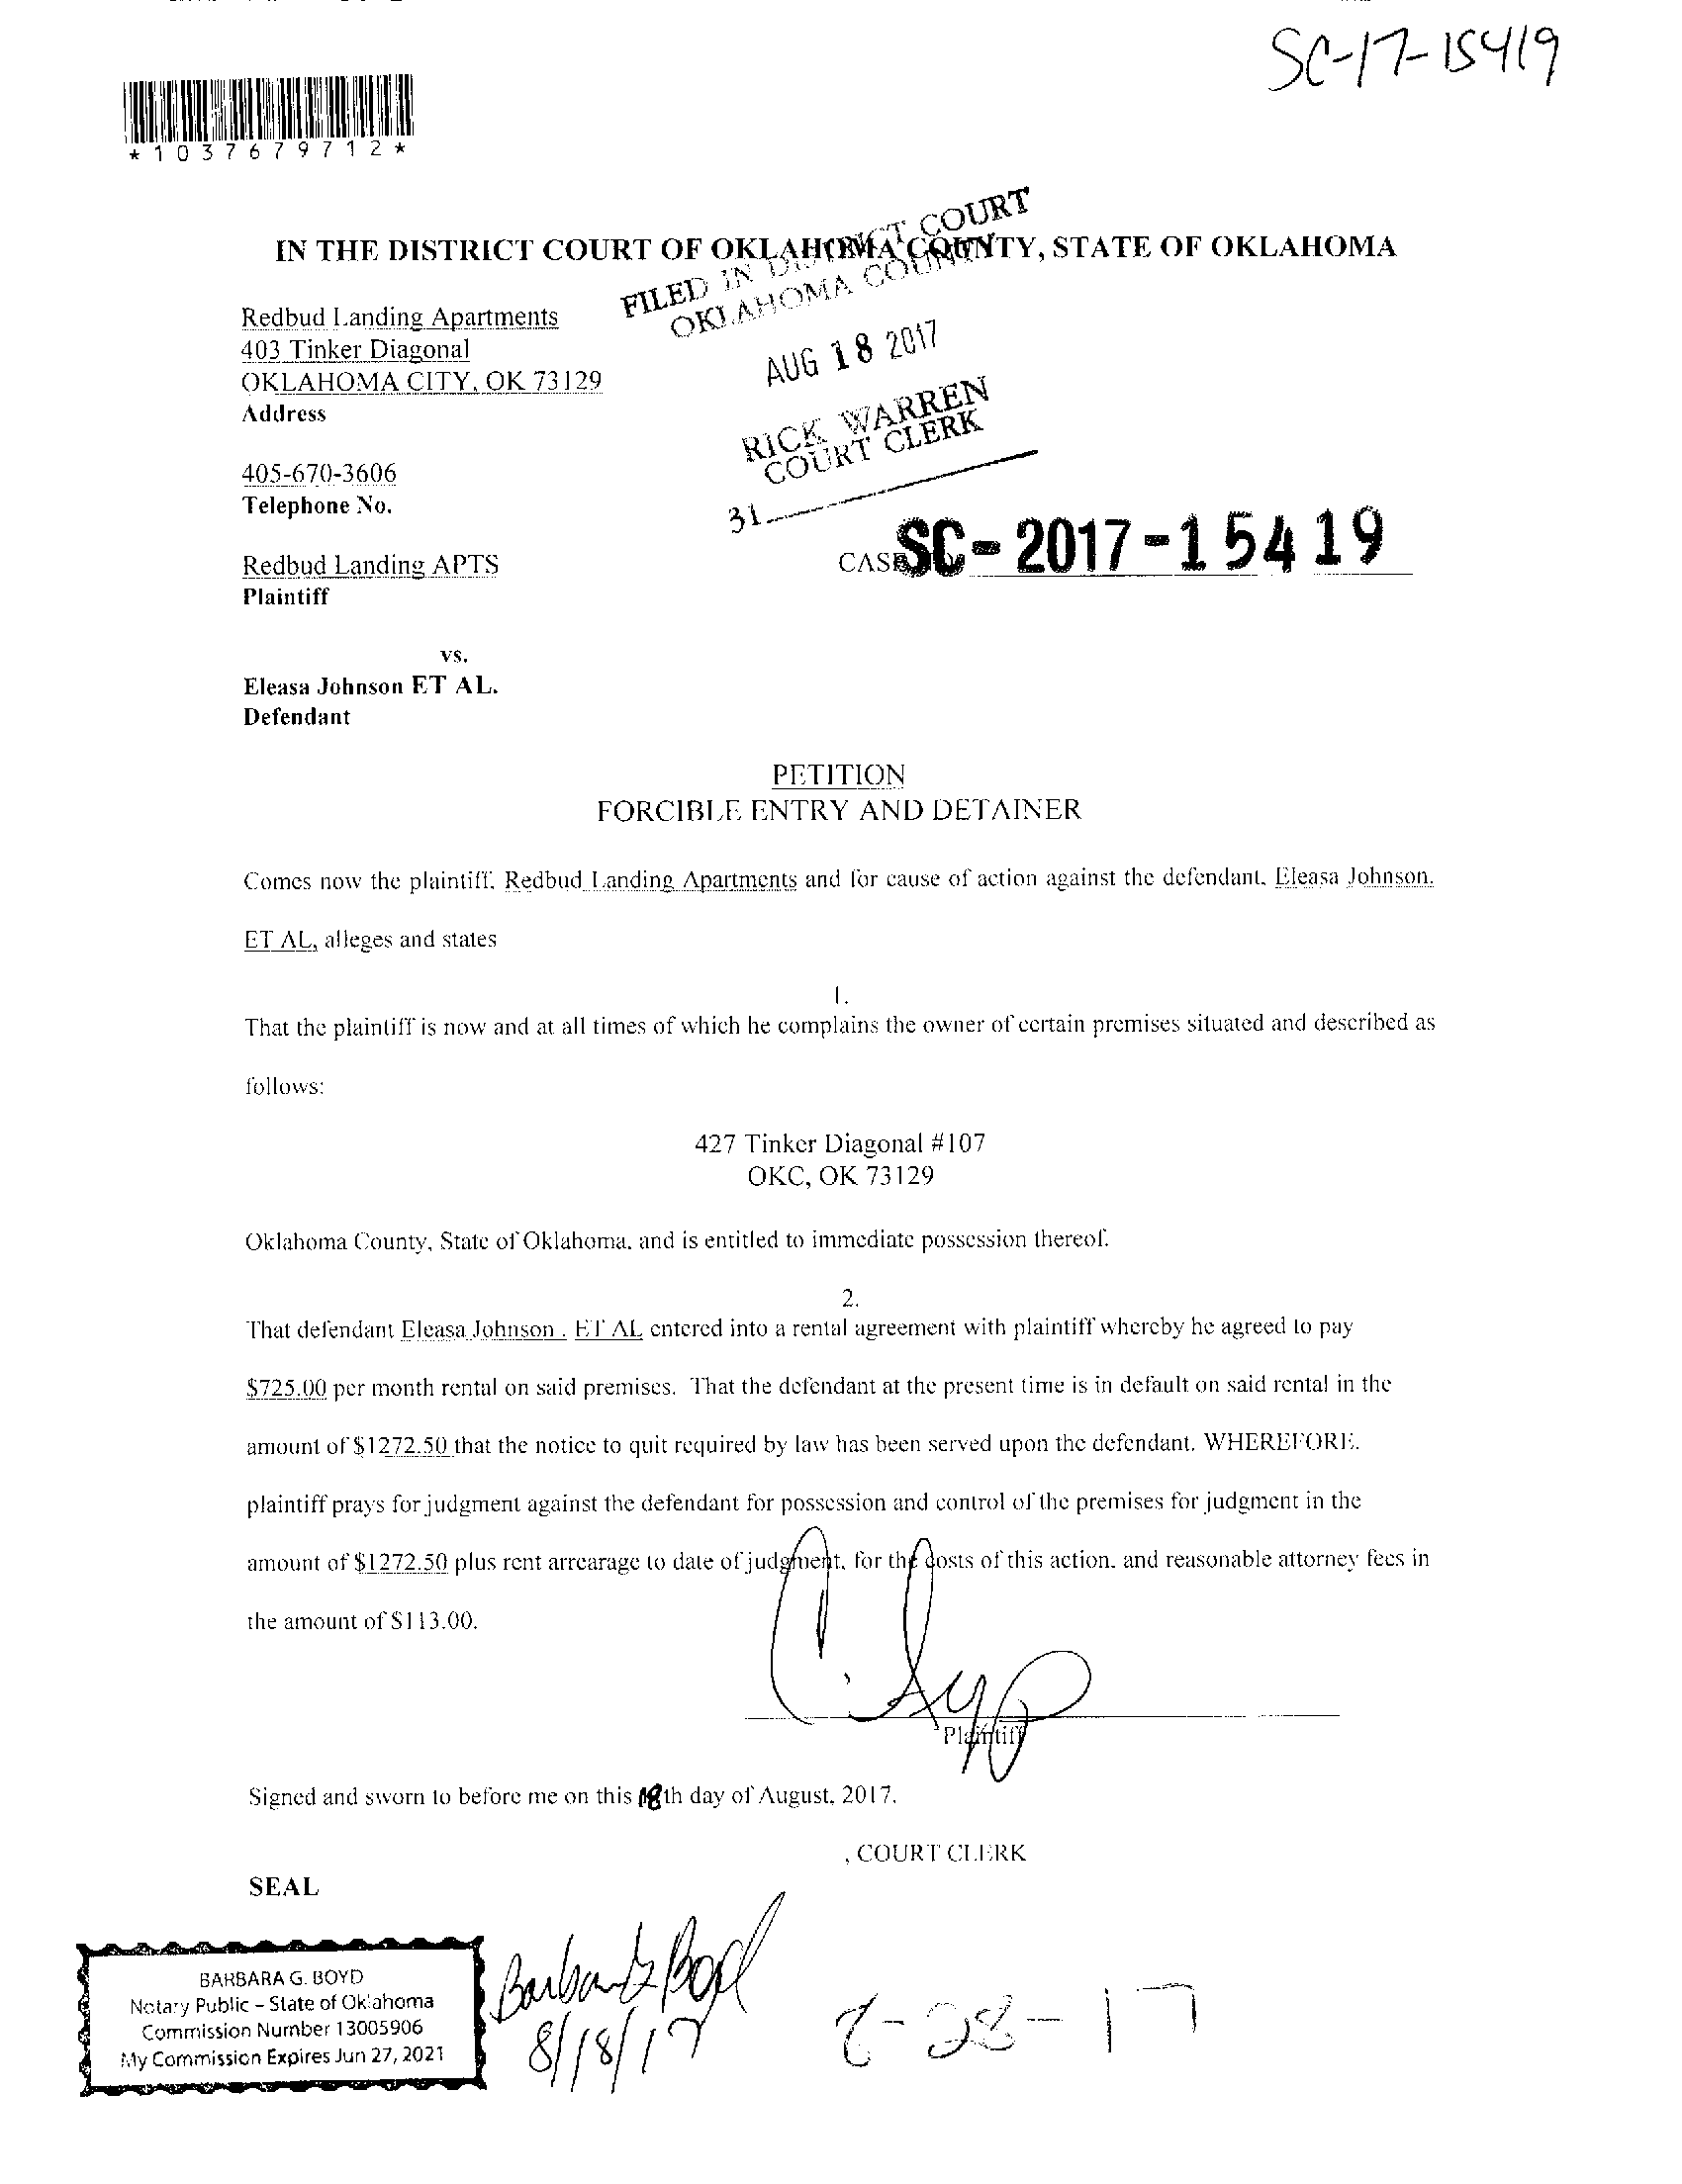 SC-17-15419
*1037679712*
IN THE DISTRICT COURT OF OKLAHOMA COUNTY, STATE OF OKLAHOMA
FILED IN DISTRICT COURT
OKLAHOMA COUNTY
AUG 18 2017
RICK WARREN
COURT CLERK
31
Redbud Landing Apartments
403 Tinker Diagonal
OKLAHOMA CITY, OK 73129
Address
405-670-3606
Telephone No.
CASE SC-2017-15419
Redbud Landing APTS
Plaintiff
vs.
Eleasa Johnson ET AL.
Defendant
PETITION
FORCIBLE ENTRY AND DETAINER
Comes now the plaintiff, Redbud Landing Apartments and for cause of action against the defendant, Eleasa Johnson.
ET AL, alleges and states
1.
That the plaintiff is now and at all times of which he complains the owner of certain premises situated and described as
follows:
427 Tinker Diagonal #107
OKC, OK 73129
Oklahoma County, State of Oklahoma, and is entitled to immediate possession thereof.
2.
That defendant Eleasa Johnson . ET AL entered into a rental agreement with plaintiff whereby he agreed to pay
$725.00 per month rental on said premises. That the defendant at the present time is in default on said rental in the
amount of $1272.50 that the notice to quit required by law has been served upon the defendant. WHEREFORE,
plaintiff prays for judgment against the defendant for possession and control of the premises for judgment in the
amount of $1272.50 plus rent arrearage to date of judgment, for the costs of this action, and reasonable attorney fees in
the amount of $113.00.
Plaintiff
Signed and sworn to before me on this 18th day of August, 2017.
, COURT CLERK
SEAL
BARBARA G. BOYD
Notary Public – State of Oklahoma
Commission Number 13005906
My Commission Expires Jun 27, 2021
Barbara G Boyd
8/18/17
8-28-17